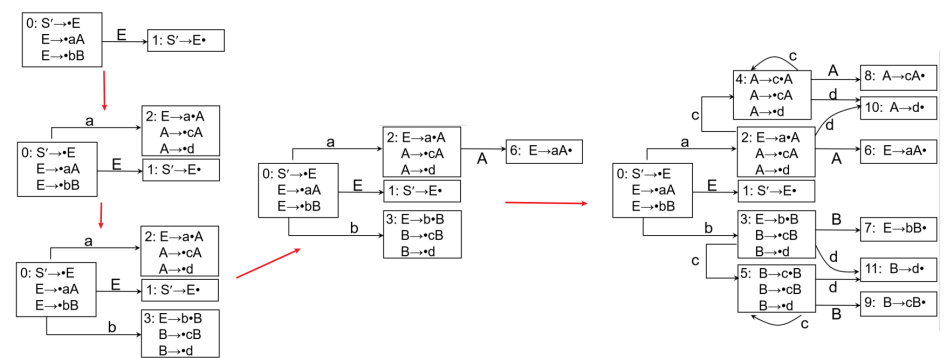 0: S′→•E
E→•aA
E→•bB
E
1: S′→E•
a
2: E→a•A
A→•cA
A→•d
0: S′→•E
E→•aA
E→•bB
E
1: S′→E•
a
2: E→a•A
A→•cA
A→•d
0: S′→•E
E→•aA
E→•bB
E
1: S′→E•
b
3: E→b•B
B→•cB
B→•d
a
2: E→a•A
A→•cA
A→•d
A
6: E→aA•
0: S′→•E
E→•aA
E→•bB
E
1: S′→E•
b
3: E→b•B
B→•cB
B→•d
c
4: A→c•A
A→•cA
A→•d
A
8: A→cA•
d
10: A→d•
c
d
a
2: E→a•A
A→•cA
A→•d
A
6: E→aA•
0: S′→•E
E→•aA
E→•bB
E
1: S′→E•
b
3: E→b•B
B→•cB
B→•d
B
7: E→bB•
c
d
11: B→d•
5: B→c•B
B→•cB
B→•d
d
B
9: B→cB•
c